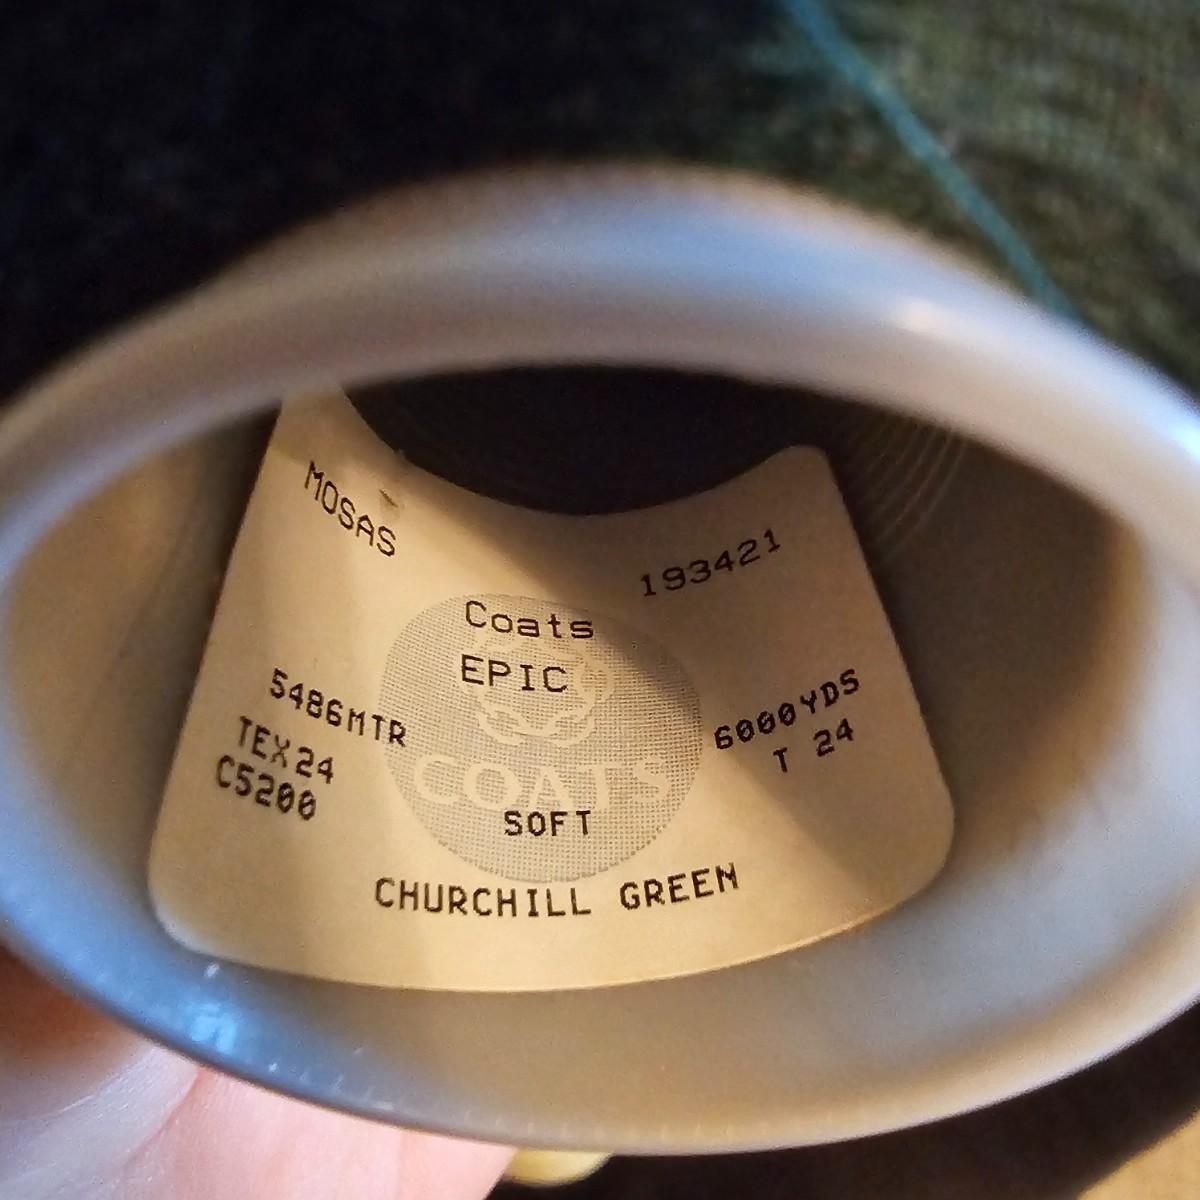 MOSAS
193421
Coats
EPIC
5486MTR
6000YDS
TEX24
T 24
C5200
COATS
SOFT
CHURCHILL GREEN